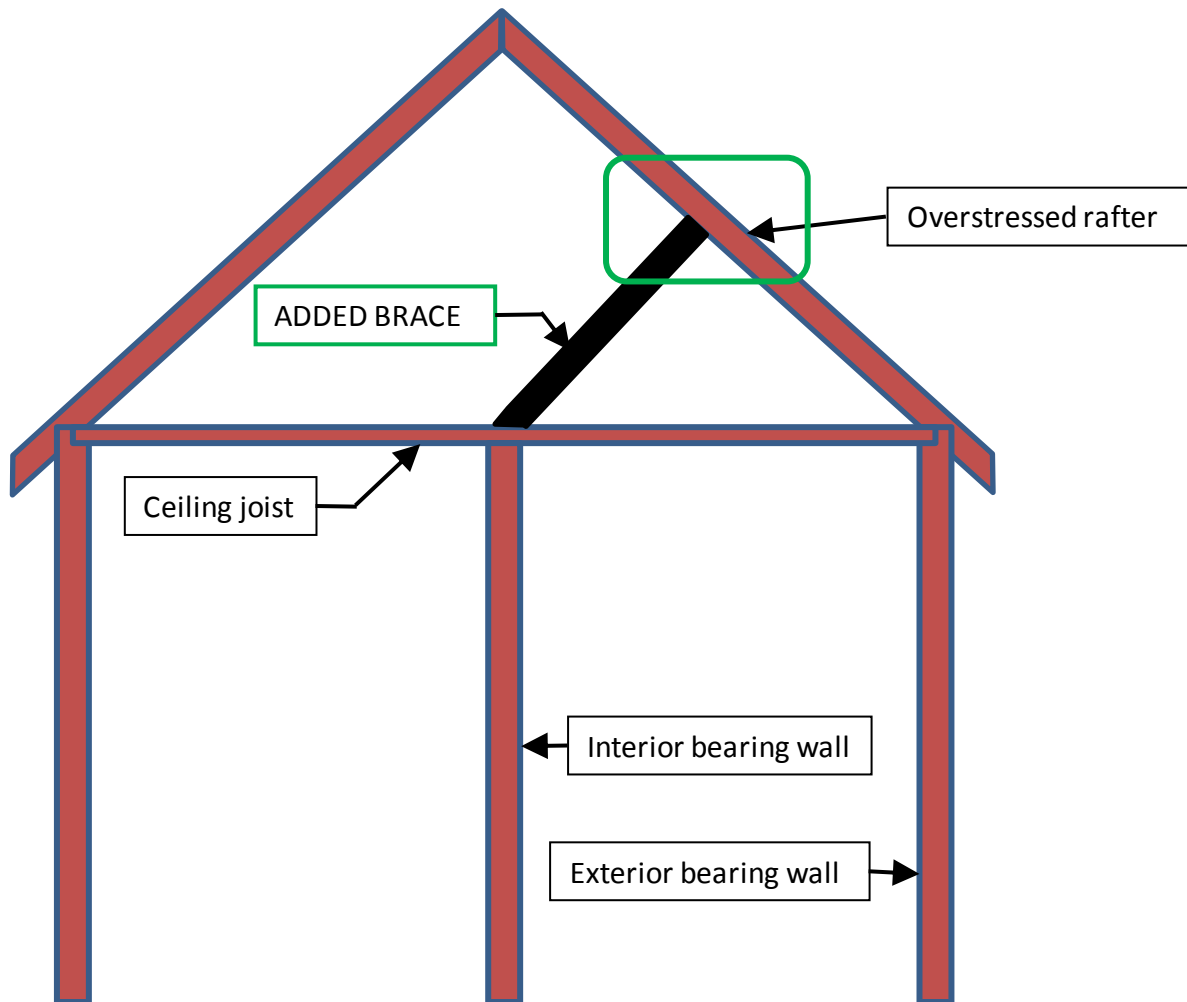 Overstressed rafter
ADDED BRACE
Ceiling joist
Interior bearing wall
Exterior bearing wall